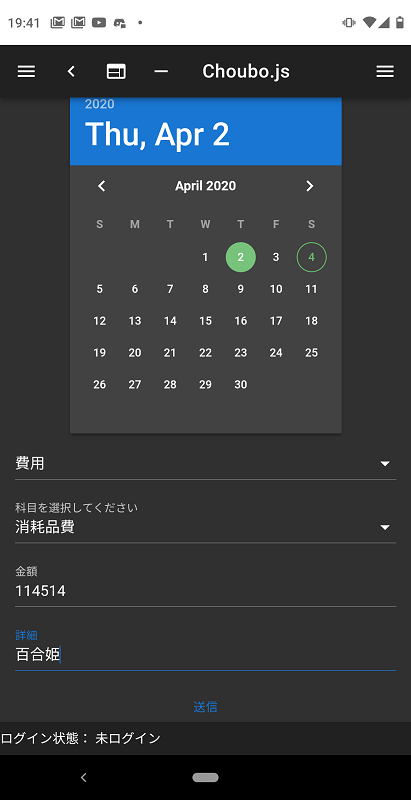 19:41
Choubo.js
2020
Thu, Apr 2
April 2020
S M T W T F S
1 2 3 4
5 6 7 8 9 10 11
12 13 14 15 16 17 18
19 20 21 22 23 24 25
26 27 28 29 30
費用
科目を選択してください
消耗品費
金額
114514
詳細
百合姫
送信
ログイン状態： 未ログイン